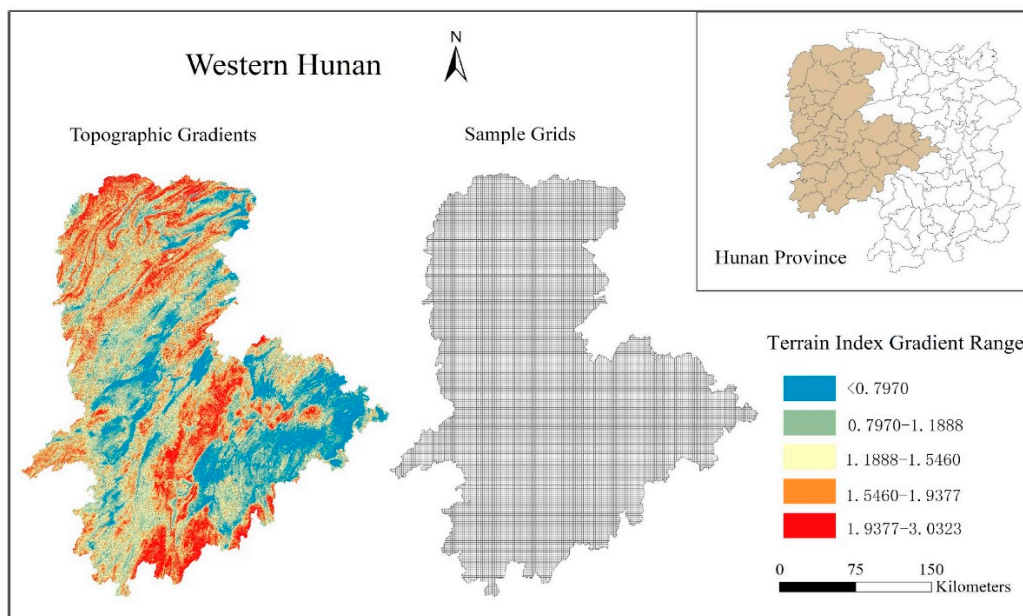 Western Hunan
N
Topographic Gradients
Sample Grids
Hunan Province
Terrain Index Gradient Range
<0.7970
0.7970-1.1888
1.1888-1.5460
1.5460-1.9377
1.9377-3.0323
0 75 150
Kilometers